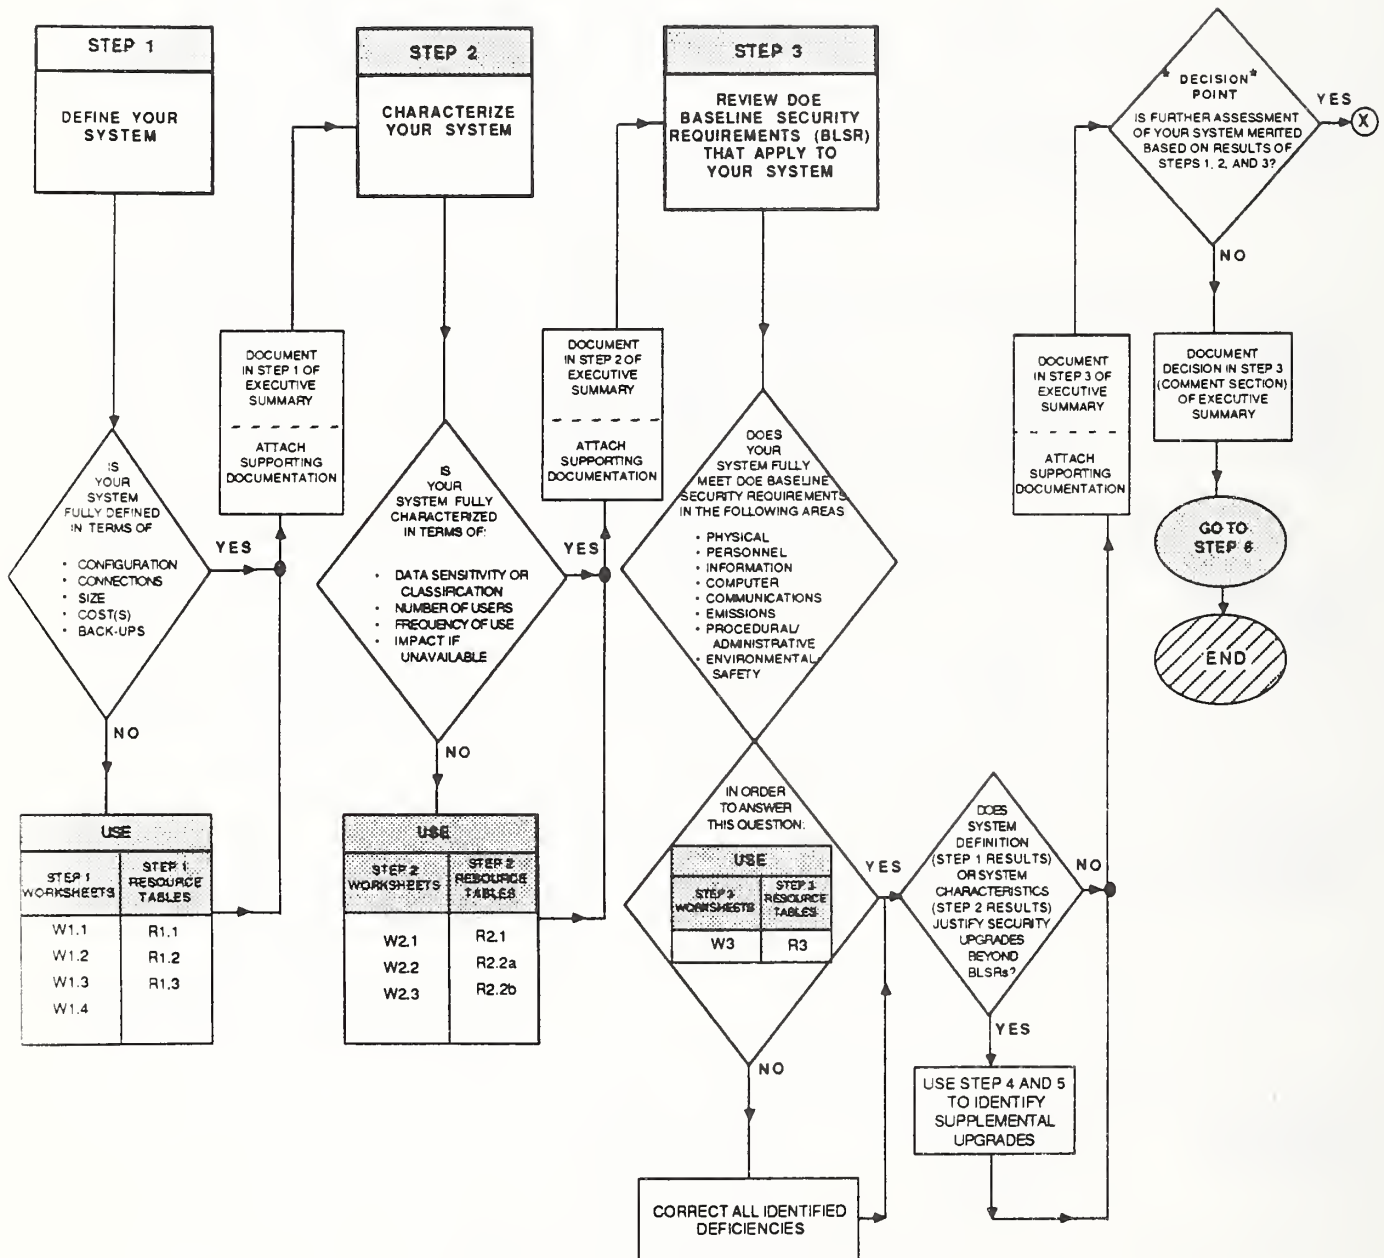 STEP 1
DEFINE YOUR
SYSTEM
IS
YOUR
SYSTEM
FULLY DEFINED
IN TERMS OF
• CONFIGURATION
• CONNECTIONS
• SIZE
• COST(S)
• BACK-UPS
YES
NO
USE
STEP 1
WORKSHEETS
STEP 1
RESOURCE
TABLES
W1.1
W1.2
W1.3
W1.4
R1.1
R1.2
R1.3
DOCUMENT
IN STEP 1 OF
EXECUTIVE
SUMMARY
ATTACH
SUPPORTING
DOCUMENTATION
STEP 2
CHARACTERIZE
YOUR SYSTEM
IS
YOUR
SYSTEM FULLY
CHARACTERIZED
IN TERMS OF:
• DATA SENSITIVITY OR
CLASSIFICATION
• NUMBER OF USERS
• FREQUENCY OF USE
• IMPACT IF
UNAVAILABLE
YES
NO
USE
STEP 2
WORKSHEETS
STEP 2
RESOURCE
TABLES
W2.1
W2.2
W2.3
R2.1
R2.2a
R2.2b
DOCUMENT
IN STEP 2 OF
EXECUTIVE
SUMMARY
ATTACH
SUPPORTING
DOCUMENTATION
STEP 3
REVIEW DOE
BASELINE SECURITY
REQUIREMENTS (BLSR)
THAT APPLY TO
YOUR SYSTEM
DOES
YOUR
SYSTEM FULLY
MEET DOE BASELINE
SECURITY REQUIREMENTS
IN THE FOLLOWING AREAS
• PHYSICAL
• PERSONNEL
• INFORMATION
• COMPUTER
• COMMUNICATIONS
• EMISSIONS
• PROCEDURAL/
ADMINISTRATIVE
• ENVIRONMENTAL/
SAFETY
IN ORDER
TO ANSWER
THIS QUESTION:
USE
STEP 3
WORKSHEETS
STEP 3
RESOURCE
TABLES
W3
R3
YES
NO
CORRECT ALL IDENTIFIED
DEFICIENCIES
DOES
SYSTEM
DEFINITION
(STEP 1 RESULTS)
OR SYSTEM
CHARACTERISTICS
(STEP 2 RESULTS)
JUSTIFY SECURITY
UPGRADES
BEYOND
BLSRs?
NO
YES
USE STEP 4 AND 5
TO IDENTIFY
SUPPLEMENTAL
UPGRADES
DOCUMENT
IN STEP 3 OF
EXECUTIVE
SUMMARY
ATTACH
SUPPORTING
DOCUMENTATION
* DECISION *
POINT
IS FURTHER ASSESSMENT
OF YOUR SYSTEM MERITED
BASED ON RESULTS OF
STEPS 1, 2, AND 3?
YES
X
NO
DOCUMENT
DECISION IN STEP 3
(COMMENT SECTION)
OF EXECUTIVE
SUMMARY
GO TO
STEP 6
END